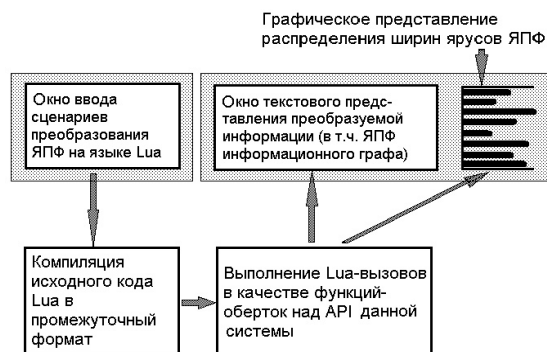 Графическое представление
распределения ширин ярусов ЯПФ
Окно ввода
сценариев
преобразования
ЯПФ на языке Lua
Окно текстового предс-
тавления преобразуемой
информации (в т.ч. ЯПФ
информационного графа)
Компиляция
исходного кода
Lua в
промежуточный
формат
Выполнение Lua-вызовов
в качестве функций-
оберток над API данной
системы